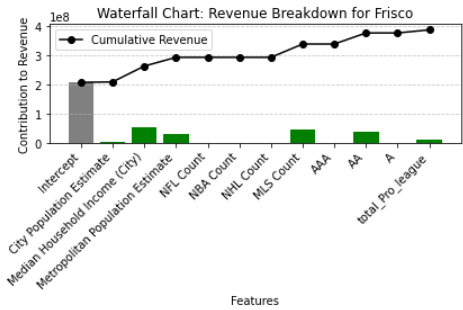 Waterfall Chart: Revenue Breakdown for Frisco
1e8
Cumulative Revenue
Contribution to Revenue
4
3
2
1
0
Intercept
City Population Estimate
Median Household Income (City)
Metropolitan Population Estimate
NFL Count
NBA Count
NHL Count
MLS Count
AAA
AA
A
total_Pro_league
Features